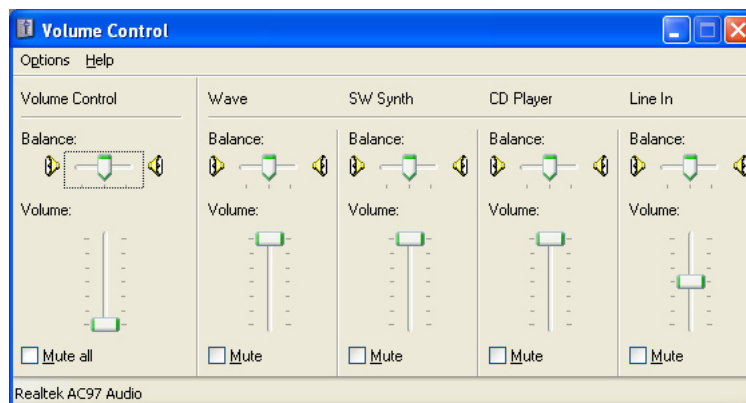 Volume Control
Options Help
Volume Control Wave SW Synth CD Player Line In
Balance: Balance: Balance: Balance: Balance:
Volume: Volume: Volume: Volume: Volume:
Mute all Mute Mute Mute Mute
Realtek AC97 Audio